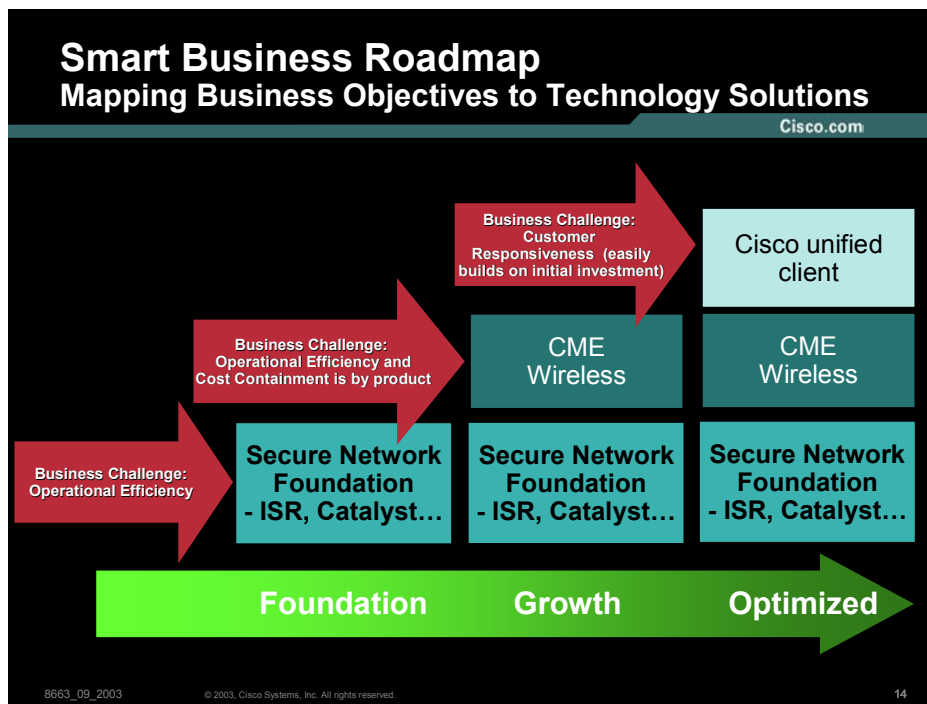 Smart Business Roadmap
Mapping Business Objectives to Technology Solutions
Cisco.com
Business Challenge:
Customer
Responsiveness (easily
builds on initial investment)
Cisco unified
client
Business Challenge:
Operational Efficiency and
Cost Containment is by product
CME
Wireless
CME
Wireless
Business Challenge:
Operational Efficiency
Secure Network
Foundation
- ISR, Catalyst…
Secure Network
Foundation
- ISR, Catalyst…
Secure Network
Foundation
- ISR, Catalyst…
Foundation
Growth
Optimized
8663_09_2003
© 2003, Cisco Systems, Inc. All rights reserved.
14